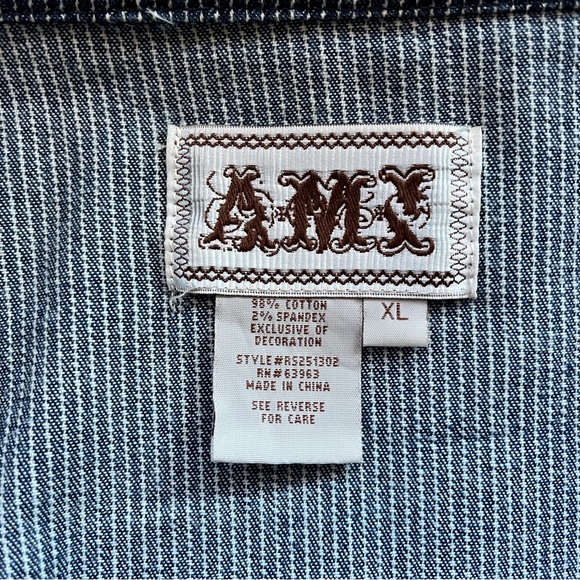 A·M·I
XL
98% COTTON
2% SPANDEX
EXCLUSIVE OF
DECORATION
STYLE#RS251302
RN#63963
MADE IN CHINA
SEE REVERSE
FOR CARE